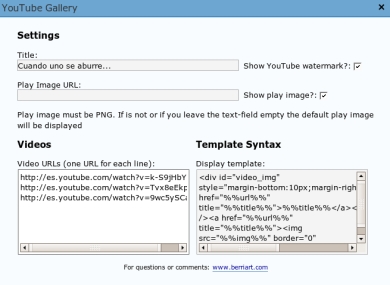 YouTube Gallery
×
Settings
Title:
Cuando uno se aburre...
Show YouTube watermark?:
Play Image URL:
Show play image?:
Play image must be PNG. If is not or if you leave the text-field empty the default play image
will be displayed
Videos
Template Syntax
Video URLs (one URL for each line):
Display template:
http://es.youtube.com/watch?v=k-S9jHbY
http://es.youtube.com/watch?v=Tvx8eEkp
http://es.youtube.com/watch?v=9wc5ySCa
<div id="video_img"
style="margin-bottom:10px;margin-righ
href="%%url%%"
title="%%title%%">%%title%%</a><
/><a href="%%url%%"
title="%%title%%"><img
src="%%img%%" border="0"
For questions or comments: www.berriart.com